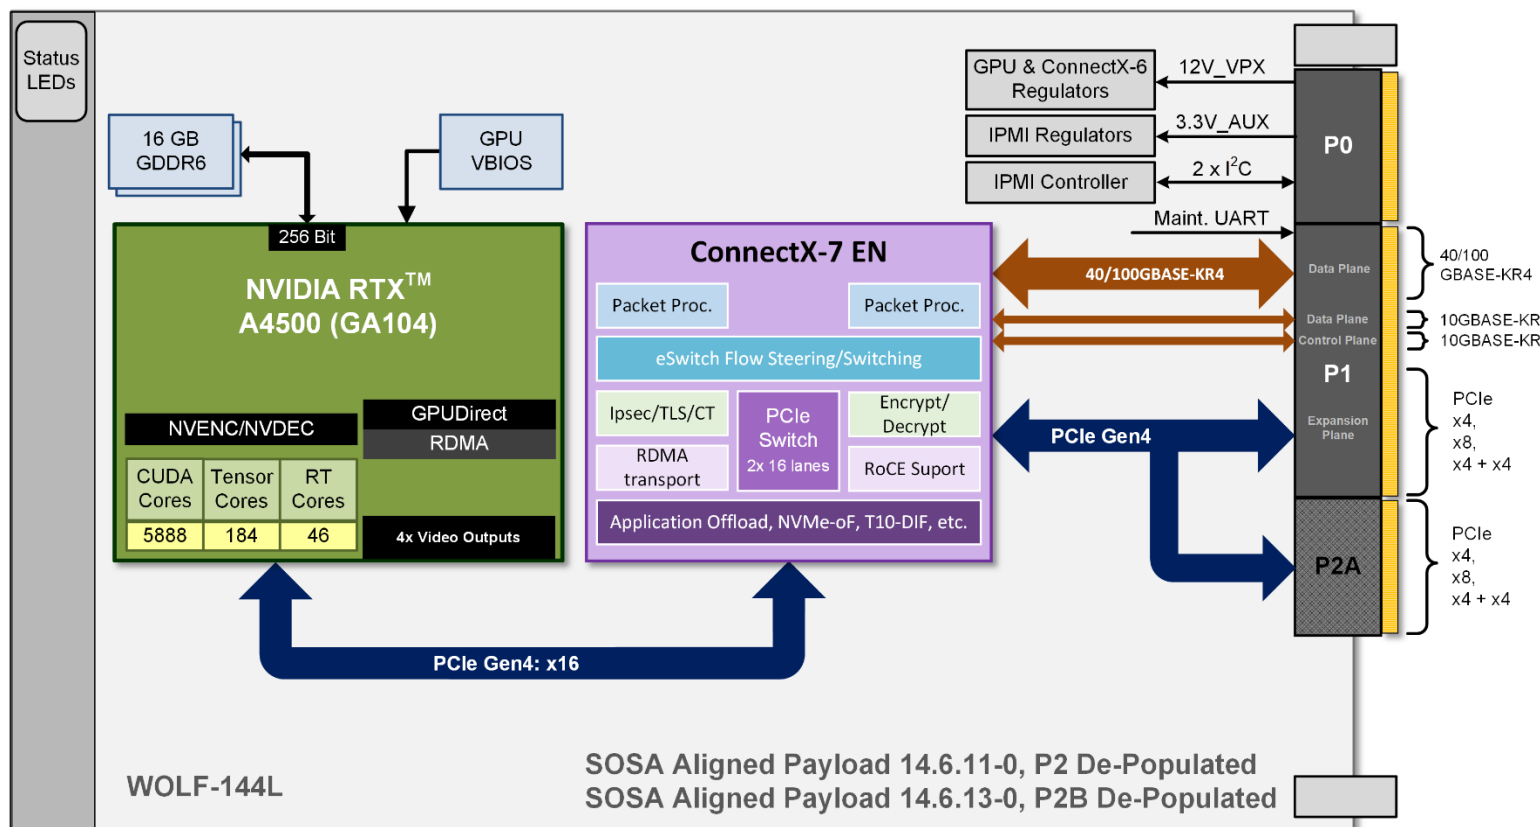 Status
LEDs
16 GB
GDDR6
GPU
VBIOS
GPU & ConnectX-6
Regulators
IPMI Regulators
IPMI Controller
12V_VPX
3.3V_AUX
2 x I²C
Maint. UART
P0
256 Bit
NVIDIA RTX™
A4500 (GA104)
NVENC/NVDEC
GPUDirect
RDMA
CUDA
Cores
Tensor
Cores
RT
Cores
5888
184
46
4x Video Outputs
ConnectX-7 EN
Packet Proc.
Packet Proc.
eSwitch Flow Steering/Switching
Ipsec/TLS/CT
PCIe
Switch
2x 16 lanes
Encrypt/
Decrypt
RDMA
transport
RoCE Suport
Application Offload, NVMe-oF, T10-DIF, etc.
40/100GBASE-KR4
PCIe Gen4
Data Plane
Data Plane
Control Plane
P1
Expansion
Plane
P2A
40/100
GBASE-KR4
10GBASE-KR
10GBASE-KR
PCIe
x4,
x8,
x4 + x4
PCIe
x4,
x8,
x4 + x4
PCIe Gen4: x16
WOLF-144L
SOSA Aligned Payload 14.6.11-0, P2 De-Populated
SOSA Aligned Payload 14.6.13-0, P2B De-Populated